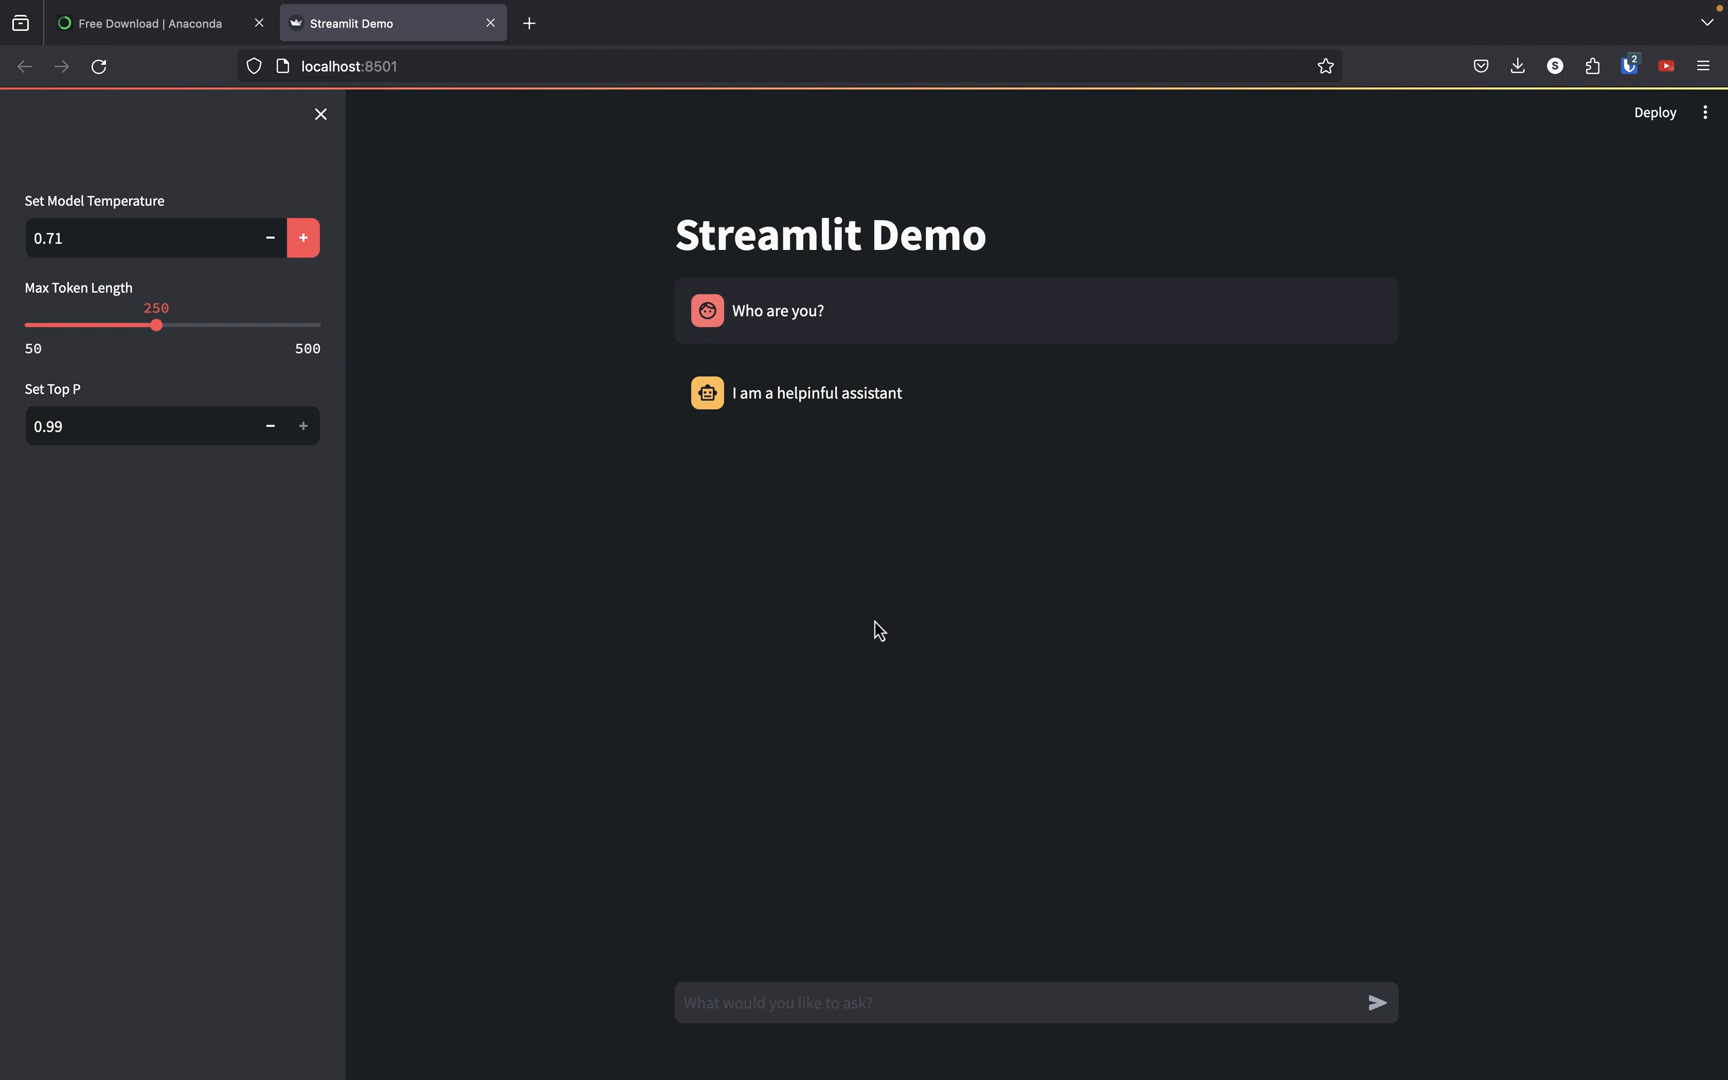 Free Download | Anaconda
Streamlit Demo
localhost:8501
S
2
Deploy
Set Model Temperature
0.71
Max Token Length
250
50
500
Set Top P
0.99
Streamlit Demo
Who are you?
I am a helpinful assistant
What would you like to ask?